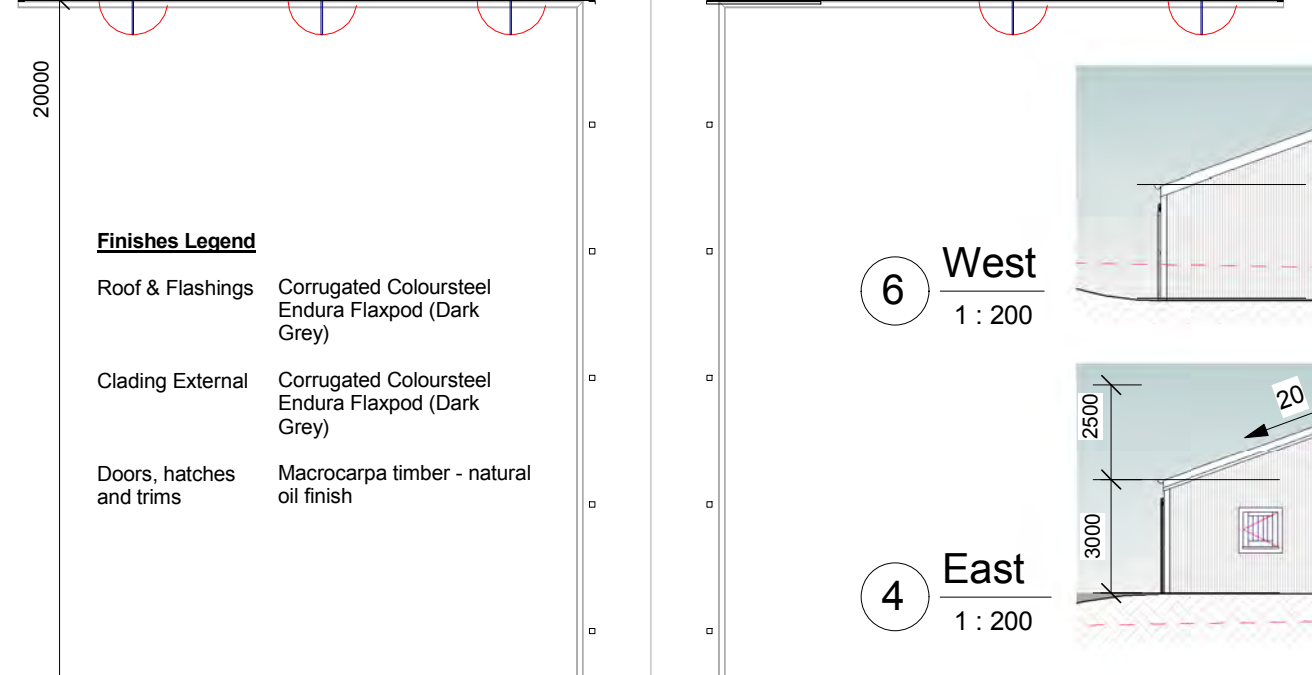 20000
Finishes Legend
Roof & Flashings
Corrugated Coloursteel
Endura Flaxpod (Dark
Grey)
Clading External
Corrugated Coloursteel
Endura Flaxpod (Dark
Grey)
Doors, hatches
and trims
Macrocarpa timber - natural
oil finish
6
West
1 : 200
4
East
1 : 200
2500
3000
20